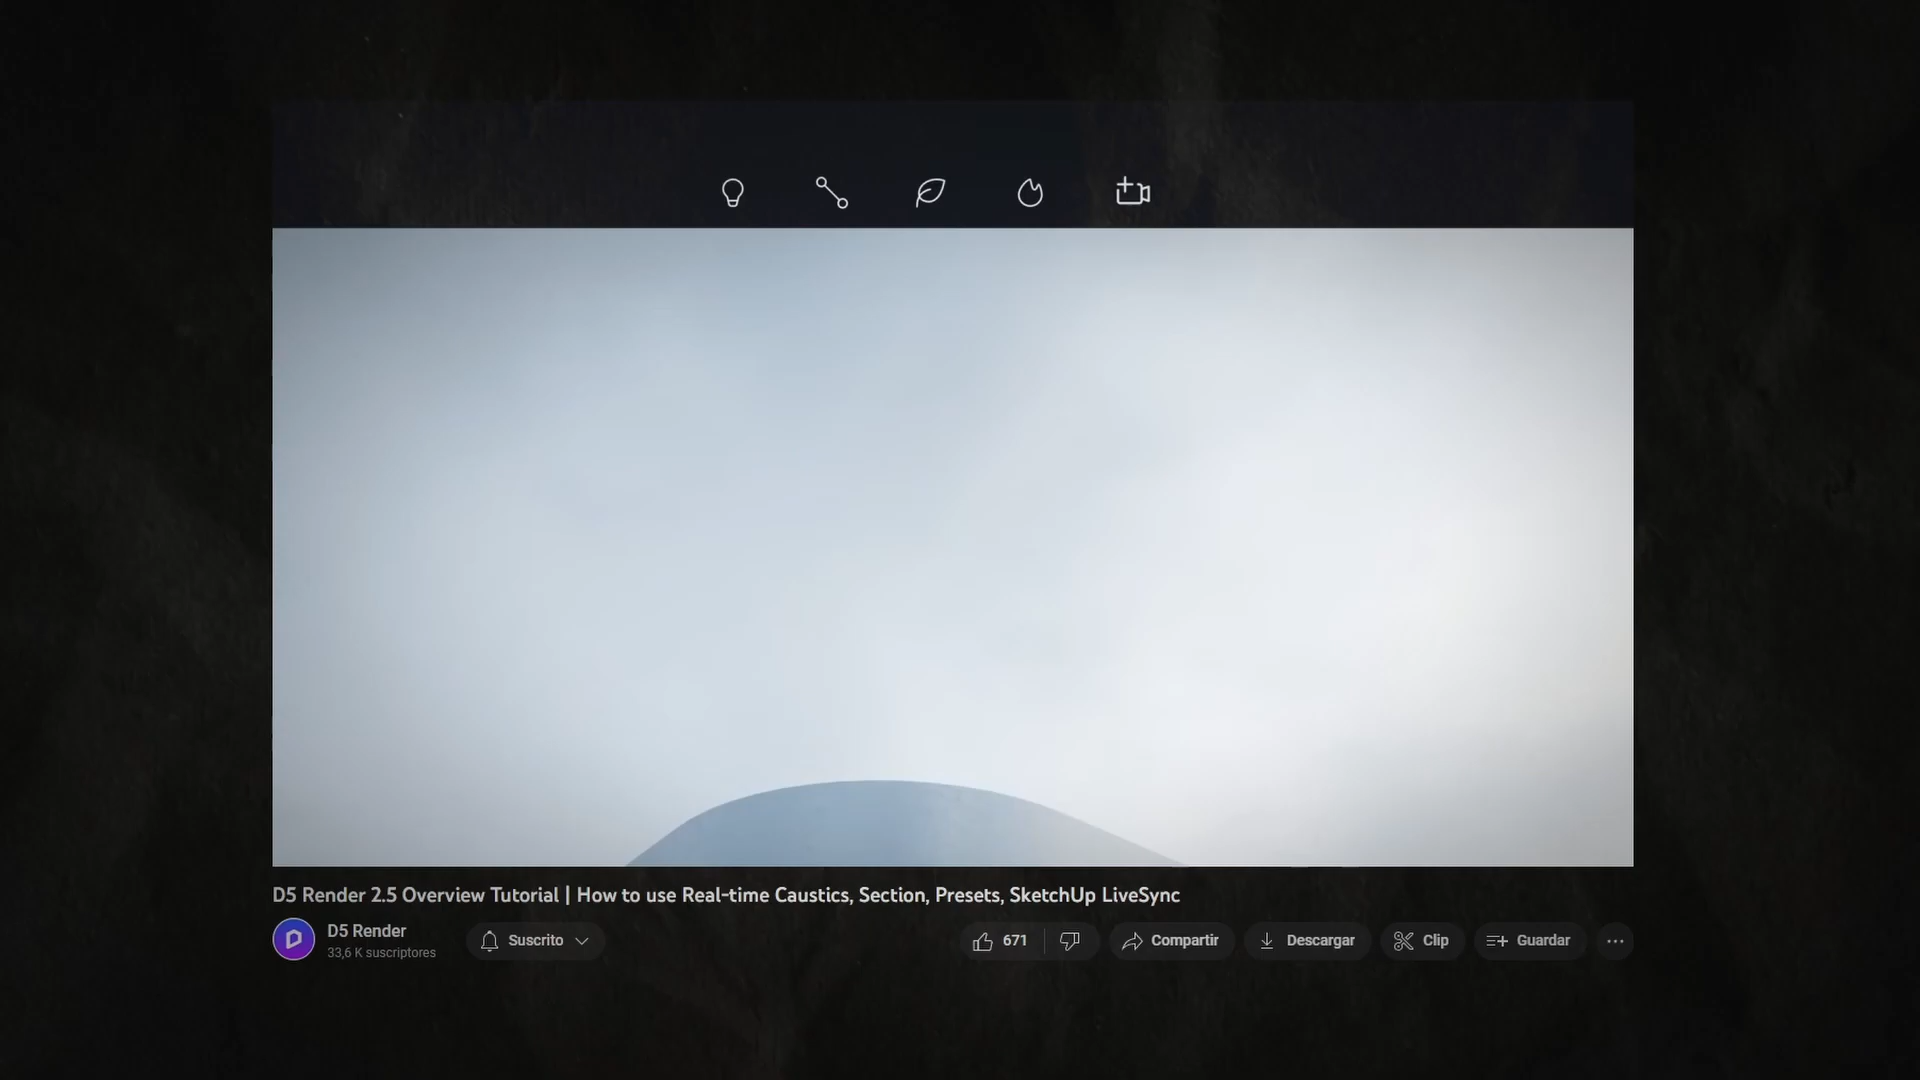 D5 Render 2.5 Overview Tutorial | How to use Real-time Caustics, Section, Presets, SketchUp LiveSync
D5 Render
33,6 K suscriptores
Suscrito
671
Compartir
Descargar
Clip
Guardar